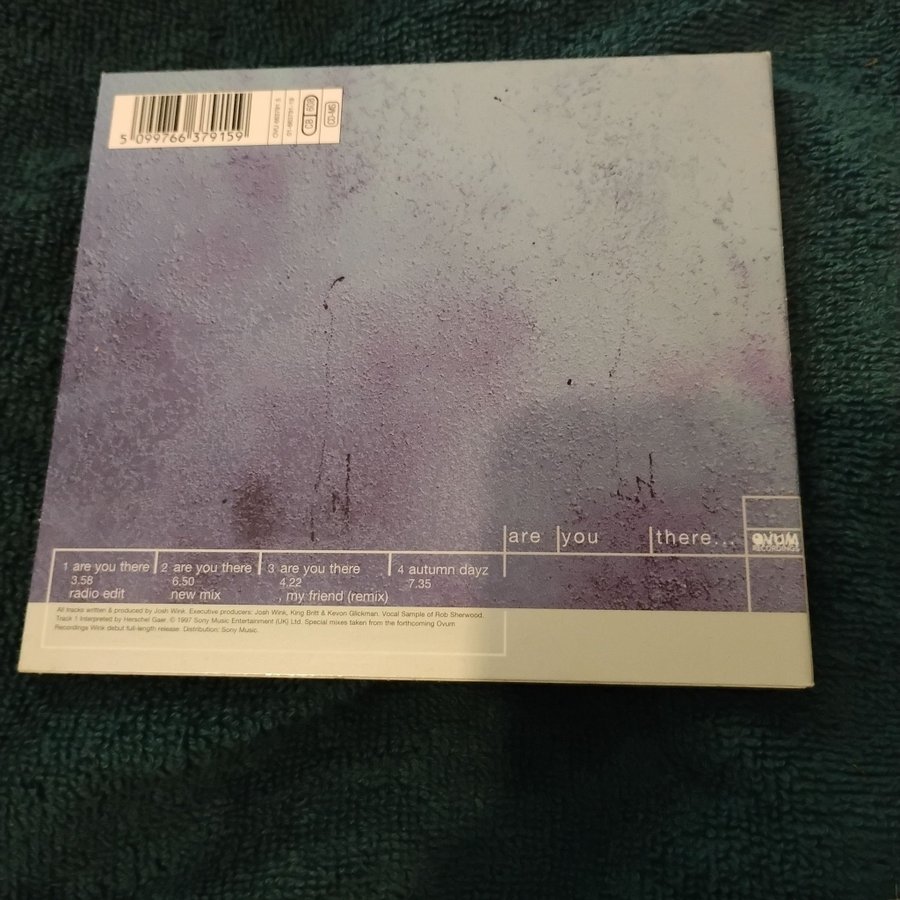 5 099766 379159
CB 609
CD-MS
are you there...
OVUM
RECORDINGS
1 are you there
3.58
radio edit
2 are you there
6.50
new mix
3 are you there
4.22
, my friend (remix)
4 autumn dayz
7.35
All tracks written & produced by Josh Wink. Executive producers: Josh Wink, King Britt & Kevon Glickman. Vocal Sample of Rob Sherwood.
Track 1 Interpreted by Herschel Gaer. © 1997 Sony Music Entertainment (UK) Ltd. Special mixes taken from the forthcoming Ovum
Recordings Wink debut full-length release. Distribution: Sony Music.